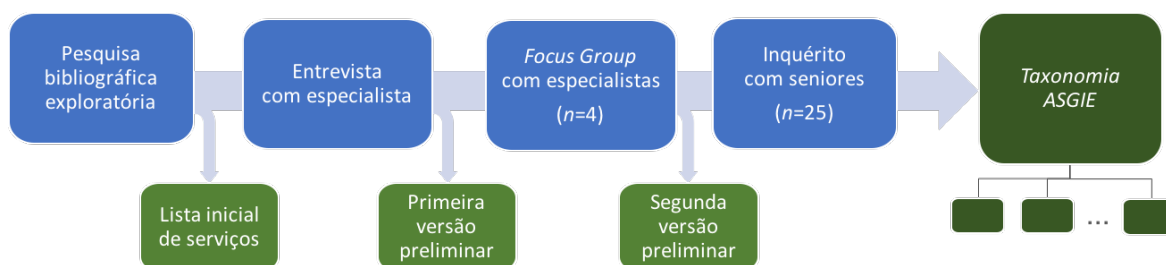 Pesquisa
bibliográfica
exploratória
Entrevista
com especialista
Focus Group
com especialistas
(n=4)
Inquérito
com seniores
(n=25)
Taxonomia
ASGIE
Lista inicial
de serviços
Primeira
versão
preliminar
Segunda
versão
preliminar
...